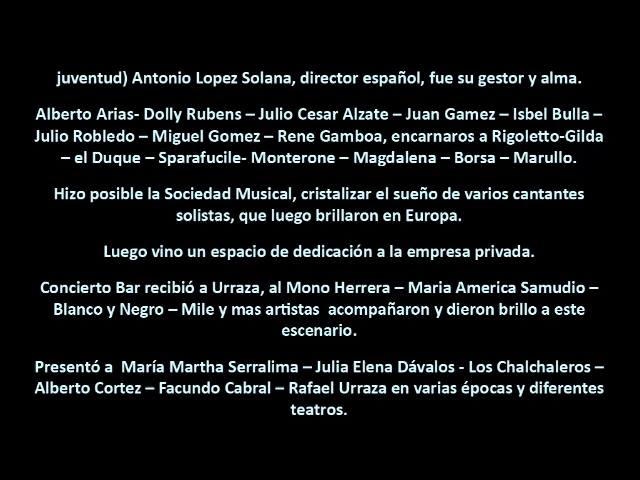 juventud) Antonio Lopez Solana, director español, fue su gestor y alma.
Alberto Arias- Dolly Rubens – Julio Cesar Alzate – Juan Gamez – Isbel Bulla –
Julio Robledo – Miguel Gomez – Rene Gamboa, encarnaros a Rigoletto-Gilda
– el Duque – Sparafucile- Monterone – Magdalena – Borsa – Marullo.
Hizo posible la Sociedad Musical, cristalizar el sueño de varios cantantes
solistas, que luego brillaron en Europa.
Luego vino un espacio de dedicación a la empresa privada.
Concierto Bar recibió a Urraza, al Mono Herrera – Maria America Samudio –
Blanco y Negro – Mile y mas artistas  acompañaron y dieron brillo a este
escenario.
Presentó a  María Martha Serralima – Julia Elena Dávalos - Los Chalchaleros –
Alberto Cortez – Facundo Cabral – Rafael Urraza en varias épocas y diferentes
teatros.